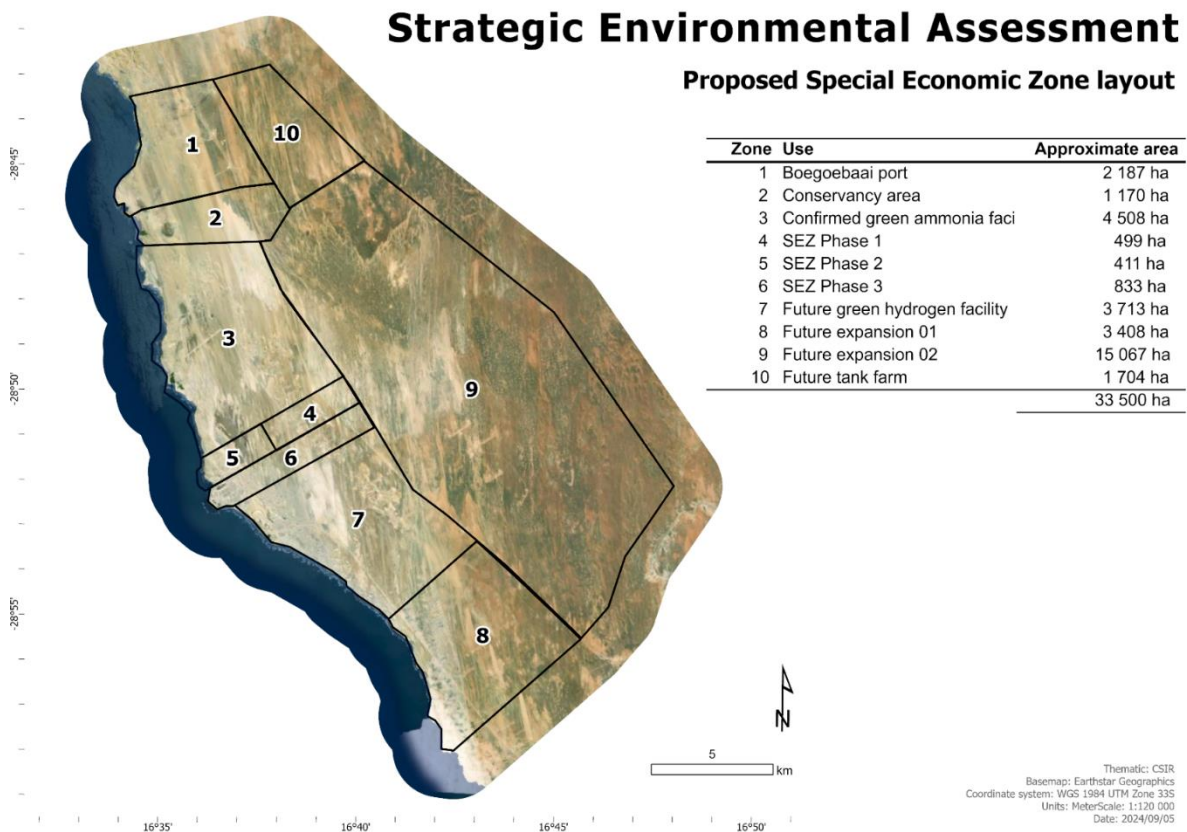 Strategic Environmental Assessment
Proposed Special Economic Zone layout
Zone Use Approximate area
1 Boegoebaai port 2 187 ha
2 Conservancy area 1 170 ha
3 Confirmed green ammonia faci 4 508 ha
4 SEZ Phase 1 499 ha
5 SEZ Phase 2 411 ha
6 SEZ Phase 3 833 ha
7 Future green hydrogen facility 3 713 ha
8 Future expansion 01 3 408 ha
9 Future expansion 02 15 067 ha
10 Future tank farm 1 704 ha
33 500 ha
-28°45'
-28°50'
-28°55'
1
10
2
3
9
4
5
6
7
8
N
5
km
16°35'
16°40'
16°45'
16°50'
Thematic: CSIR
Basemap: Earthstar Geographics
Coordinate system: WGS 1984 UTM Zone 33S
Units: MeterScale: 1:120 000
Date: 2024/09/05